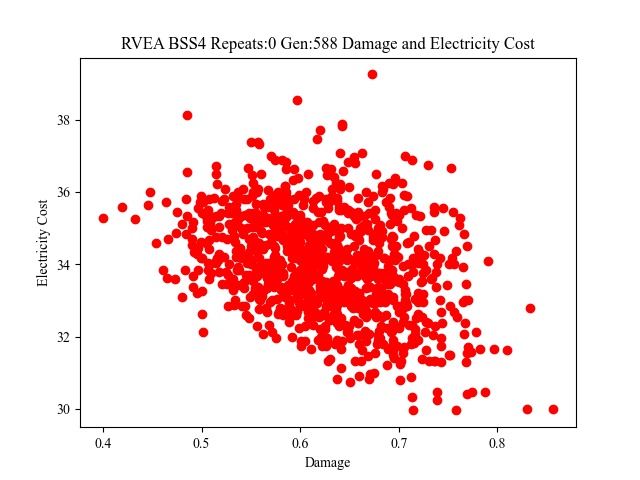 RVEA BSS4 Repeats:0 Gen:588 Damage and Electricity Cost
38
36
34
32
30
Electricity Cost
0.4 0.5 0.6 0.7 0.8
Damage